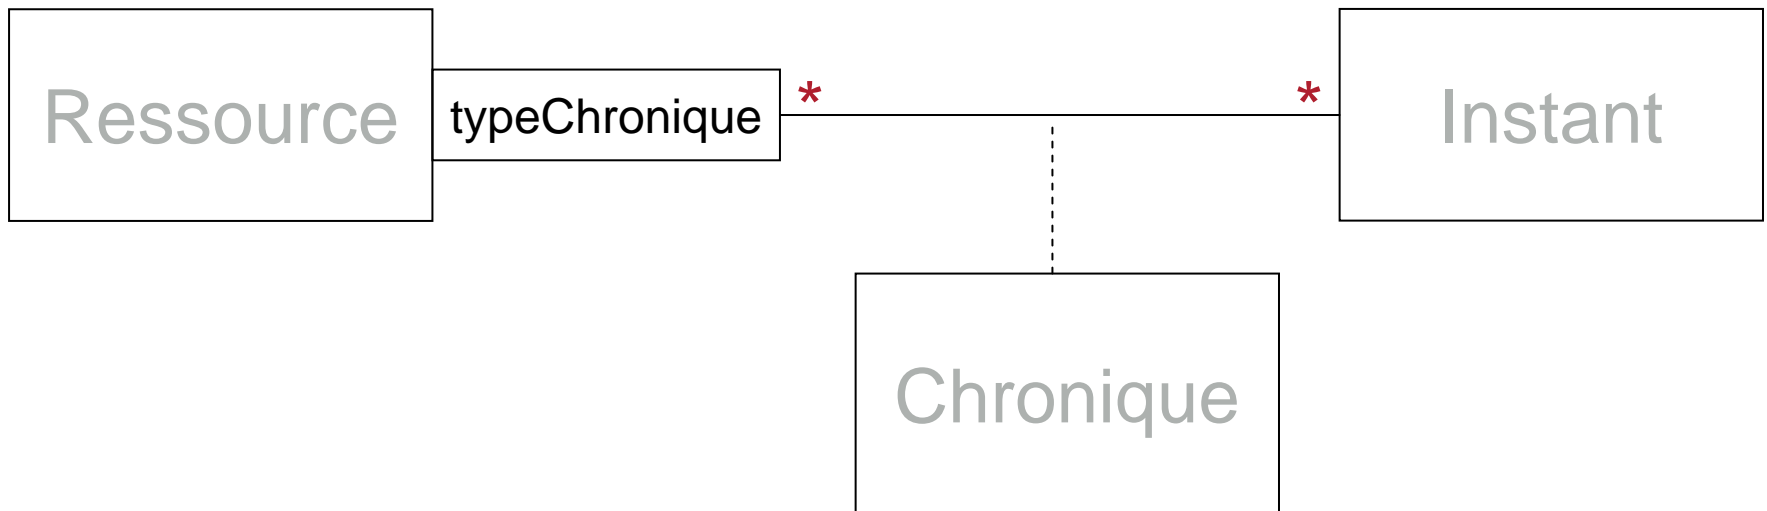 Ressource
typeChronique
*
*
Instant
Chronique